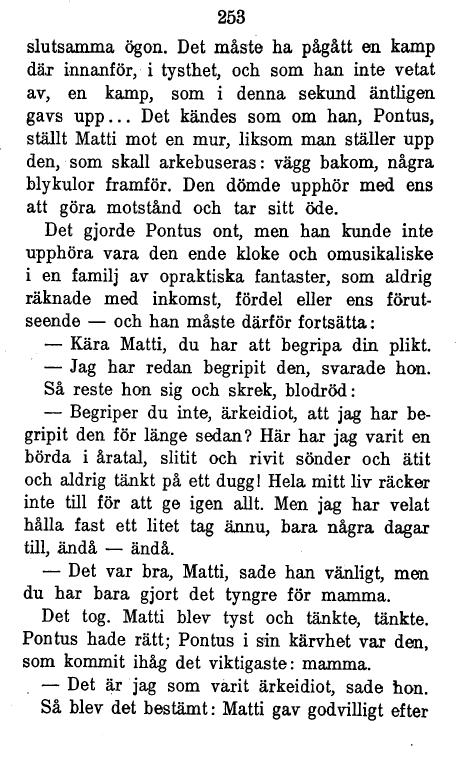 253
slutsamma ögon. Det måste ha pågått en kamp
där innanför, i tysthet, och som han inte vetat
av, en kamp, som i denna sekund äntligen
gavs upp... Det kändes som om han, Pontus,
ställt Matti mot en mur, liksom man ställer upp
den, som skall arkebuseras: vägg bakom, några
blykulor framför. Den dömde upphör med ens
att göra motstånd och tar sitt öde.
Det gjorde Pontus ont, men han kunde inte
upphöra vara den ende kloke och omusikaliske
i en familj av opraktiska fantaster, som aldrig
räknade med inkomst, fördel eller ens förut-
seende — och han måste därför fortsätta:
— Kära Matti, du har att begripa din plikt.
— Jag har redan begripit den, svarade hon.
Så reste hon sig och skrek, blodröd:
— Begriper du inte, ärkeidiot, att jag har be-
gripit den för länge sedan? Här har jag varit en
börda i åratal, slitit och rivit sönder och ätit
och aldrig tänkt på ett dugg! Hela mitt liv räcker
inte till för att ge igen allt. Men jag har velat
hålla fast ett litet tag ännu, bara några dagar
till, ändå — ändå.
— Det var bra, Matti, sade han vänligt, men
du har bara gjort det tyngre för mamma.
Det tog. Matti blev tyst och tänkte, tänkte.
Pontus hade rätt; Pontus i sin kärvhet var den,
som kommit ihåg det viktigaste: mamma.
— Det är jag som varit ärkeidiot, sade hon.
Så blev det bestämt: Matti gav godvilligt efter